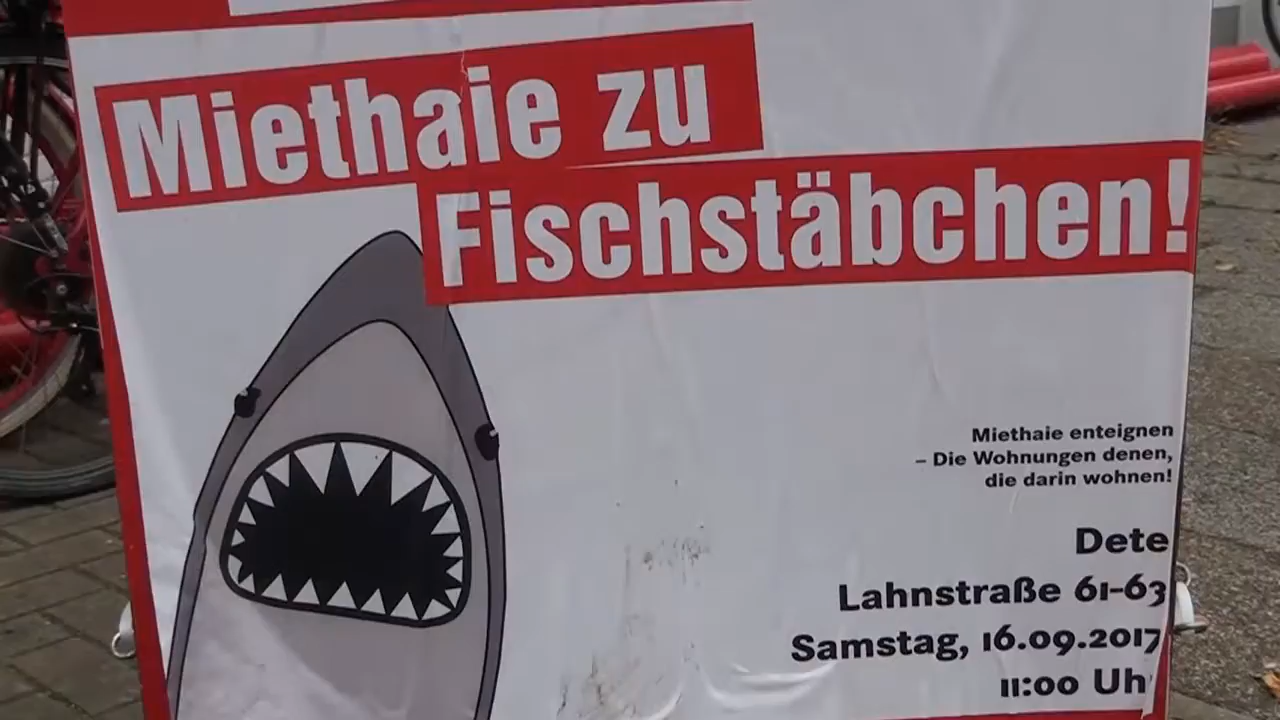 Miethaie zu
Fischstäbchen!
Miethaie enteignen
– Die Wohnungen denen,
die darin wohnen!
Dete
Lahnstraße 61-63
Samstag, 16.09.2017
11:00 Uh